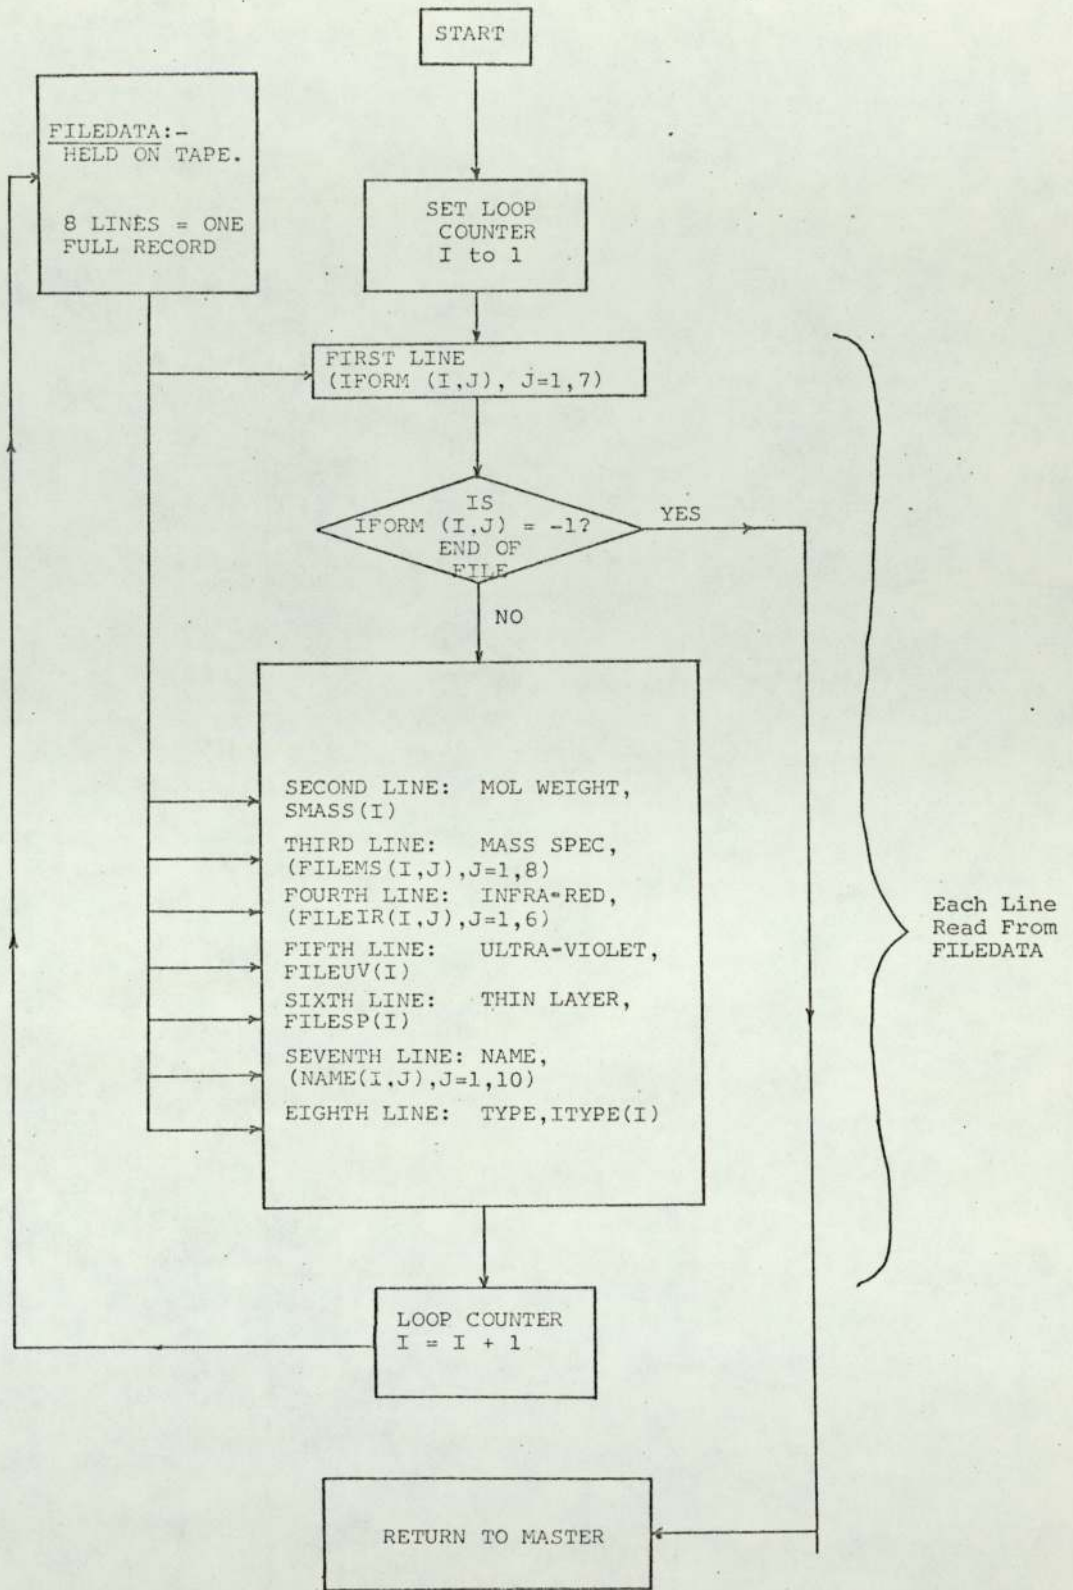 START
FILEDATA:-
HELD ON TAPE.
8 LINES = ONE
FULL RECORD
SET LOOP
COUNTER
I to 1
FIRST LINE
(IFORM (I,J), J=1,7)
IS
IFORM (I,J) = -1?
END OF
FILE
YES
NO
SECOND LINE: MOL WEIGHT,
SMASS(I)
THIRD LINE: MASS SPEC,
(FILEMS(I,J),J=1,8)
FOURTH LINE: INFRA-RED,
(FILEIR(I,J),J=1,6)
FIFTH LINE: ULTRA-VIOLET,
FILEUV(I)
SIXTH LINE: THIN LAYER,
FILESP(I)
SEVENTH LINE: NAME,
(NAME(I,J),J=1,10)
EIGHTH LINE: TYPE,ITYPE(I)
Each Line
Read From
FILEDATA
LOOP COUNTER
I = I + 1
RETURN TO MASTER